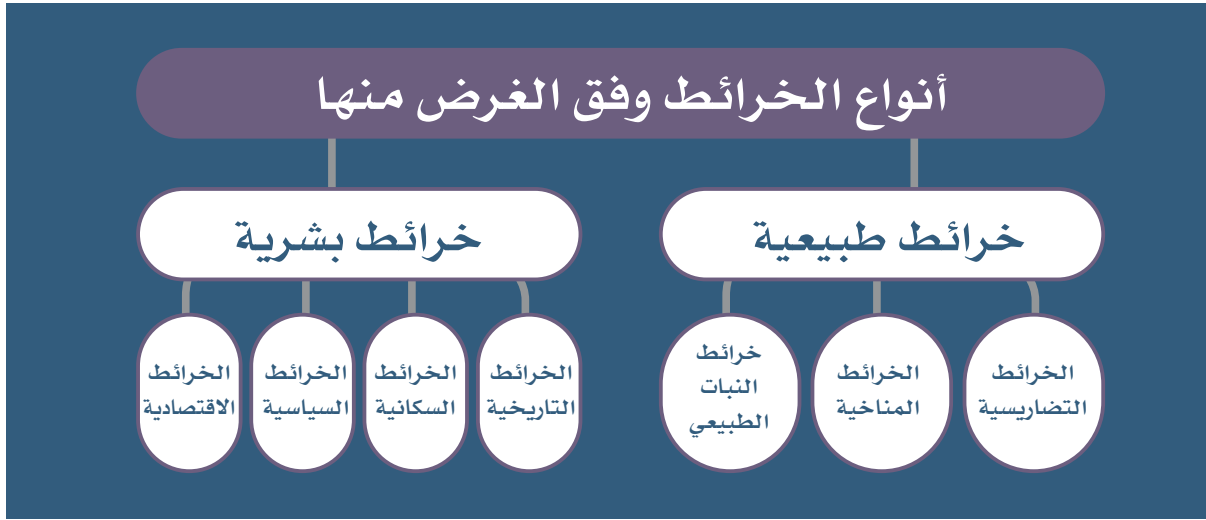 أنواع الخرائط وفق الغرض منها
خرائط طبيعية
خرائط بشرية
الخرائط
التضاريسية
الخرائط
المناخية
خرائط
النبات
الطبيعي
الخرائط
التاريخية
الخرائط
السكانية
الخرائط
السياسية
الخرائط
الاقتصادية